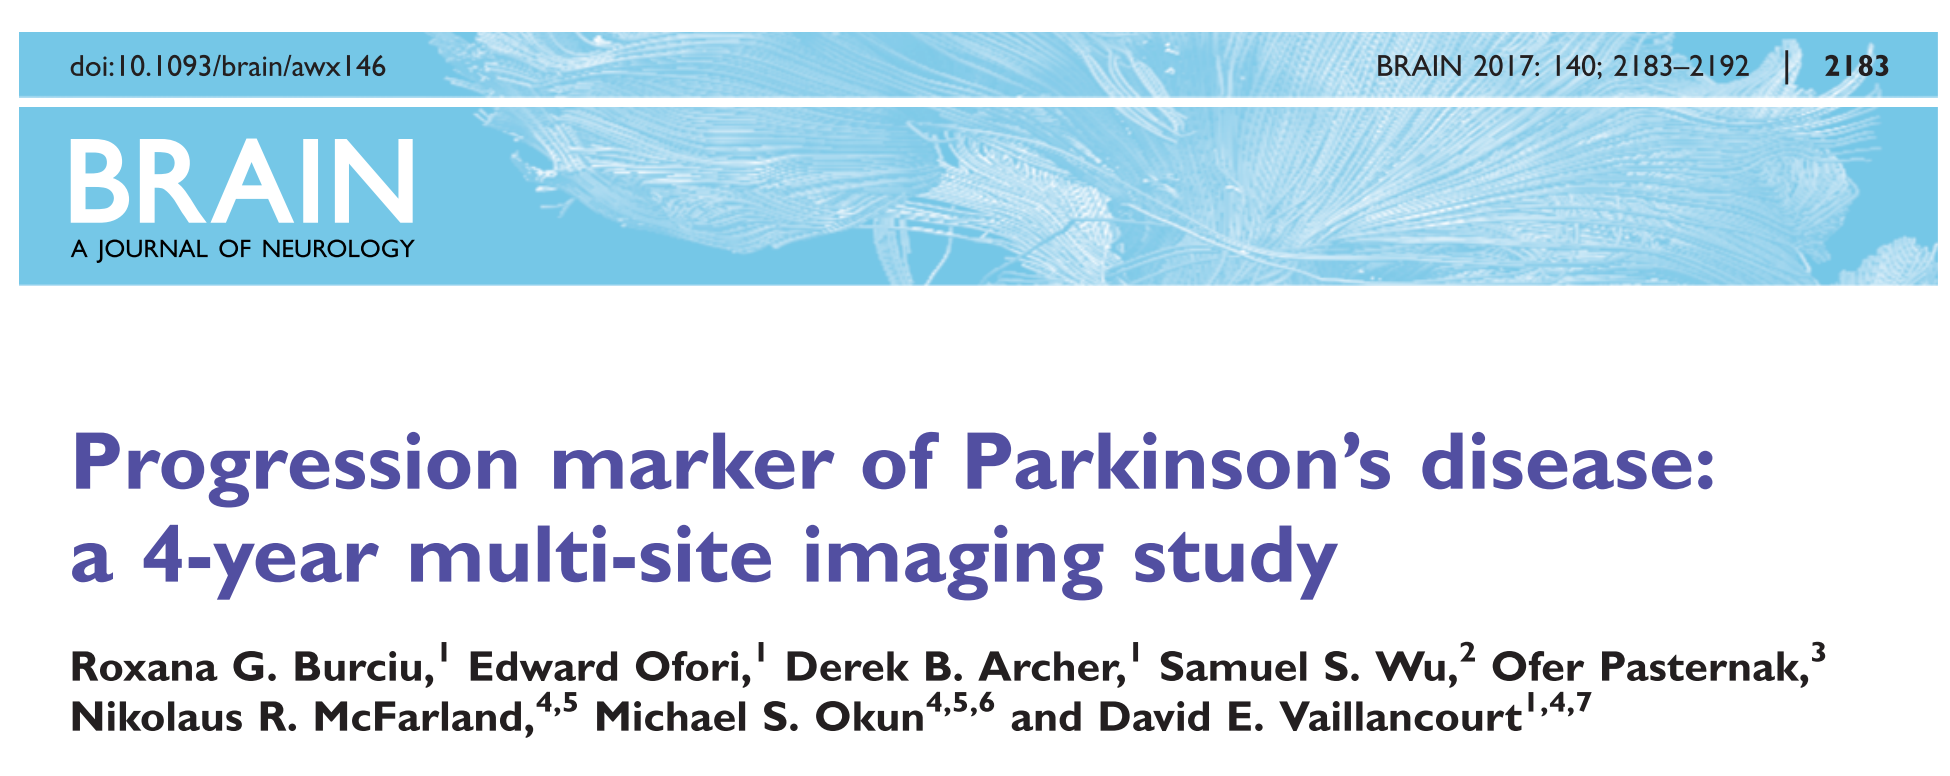 doi:10.1093/brain/awx146
BRAIN 2017: 140; 2183–2192 | 2183
BRAIN
A JOURNAL OF NEUROLOGY
Progression marker of Parkinson’s disease:
a 4-year multi-site imaging study
Roxana G. Burciu,¹ Edward Ofori,¹ Derek B. Archer,¹ Samuel S. Wu,² Ofer Pasternak,³
Nikolaus R. McFarland,⁴,⁵ Michael S. Okun⁴,⁵,⁶ and David E. Vaillancourt¹,⁴,⁷